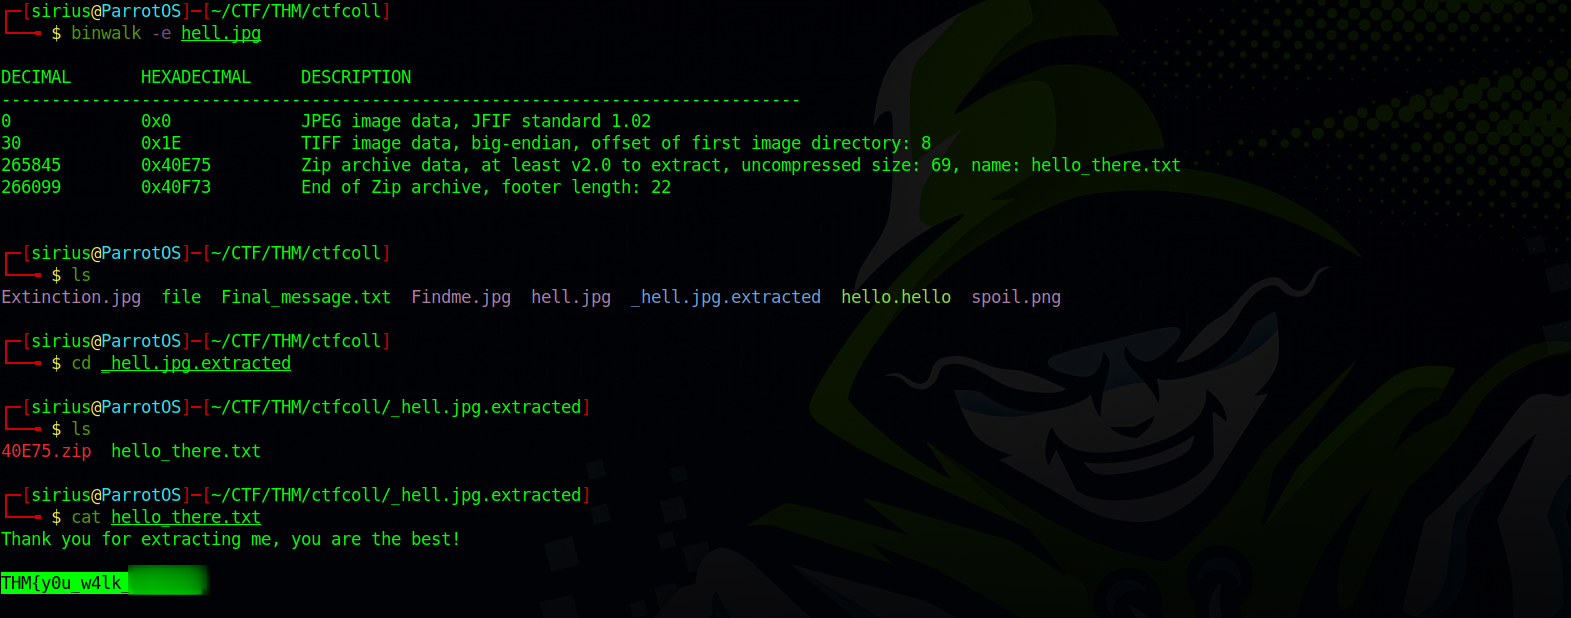 ┌─[sirius@ParrotOS]─[~/CTF/THM/ctfcoll]
└──╼ $ binwalk -e hell.jpg
DECIMAL       HEXADECIMAL     DESCRIPTION
--------------------------------------------------------------------------------
0             0x0             JPEG image data, JFIF standard 1.02
30            0x1E            TIFF image data, big-endian, offset of first image directory: 8
265845        0x40E75         Zip archive data, at least v2.0 to extract, uncompressed size: 69, name: hello_there.txt
266099        0x40F73         End of Zip archive, footer length: 22
┌─[sirius@ParrotOS]─[~/CTF/THM/ctfcoll]
└──╼ $ ls
Extinction.jpg  file  Final_message.txt  Findme.jpg  hell.jpg  _hell.jpg.extracted  hello.hello  spoil.png
┌─[sirius@ParrotOS]─[~/CTF/THM/ctfcoll]
└──╼ $ cd _hell.jpg.extracted
┌─[sirius@ParrotOS]─[~/CTF/THM/ctfcoll/_hell.jpg.extracted]
└──╼ $ ls
40E75.zip  hello_there.txt
┌─[sirius@ParrotOS]─[~/CTF/THM/ctfcoll/_hell.jpg.extracted]
└──╼ $ cat hello_there.txt
Thank you for extracting me, you are the best!
THM{y0u_w4lk_